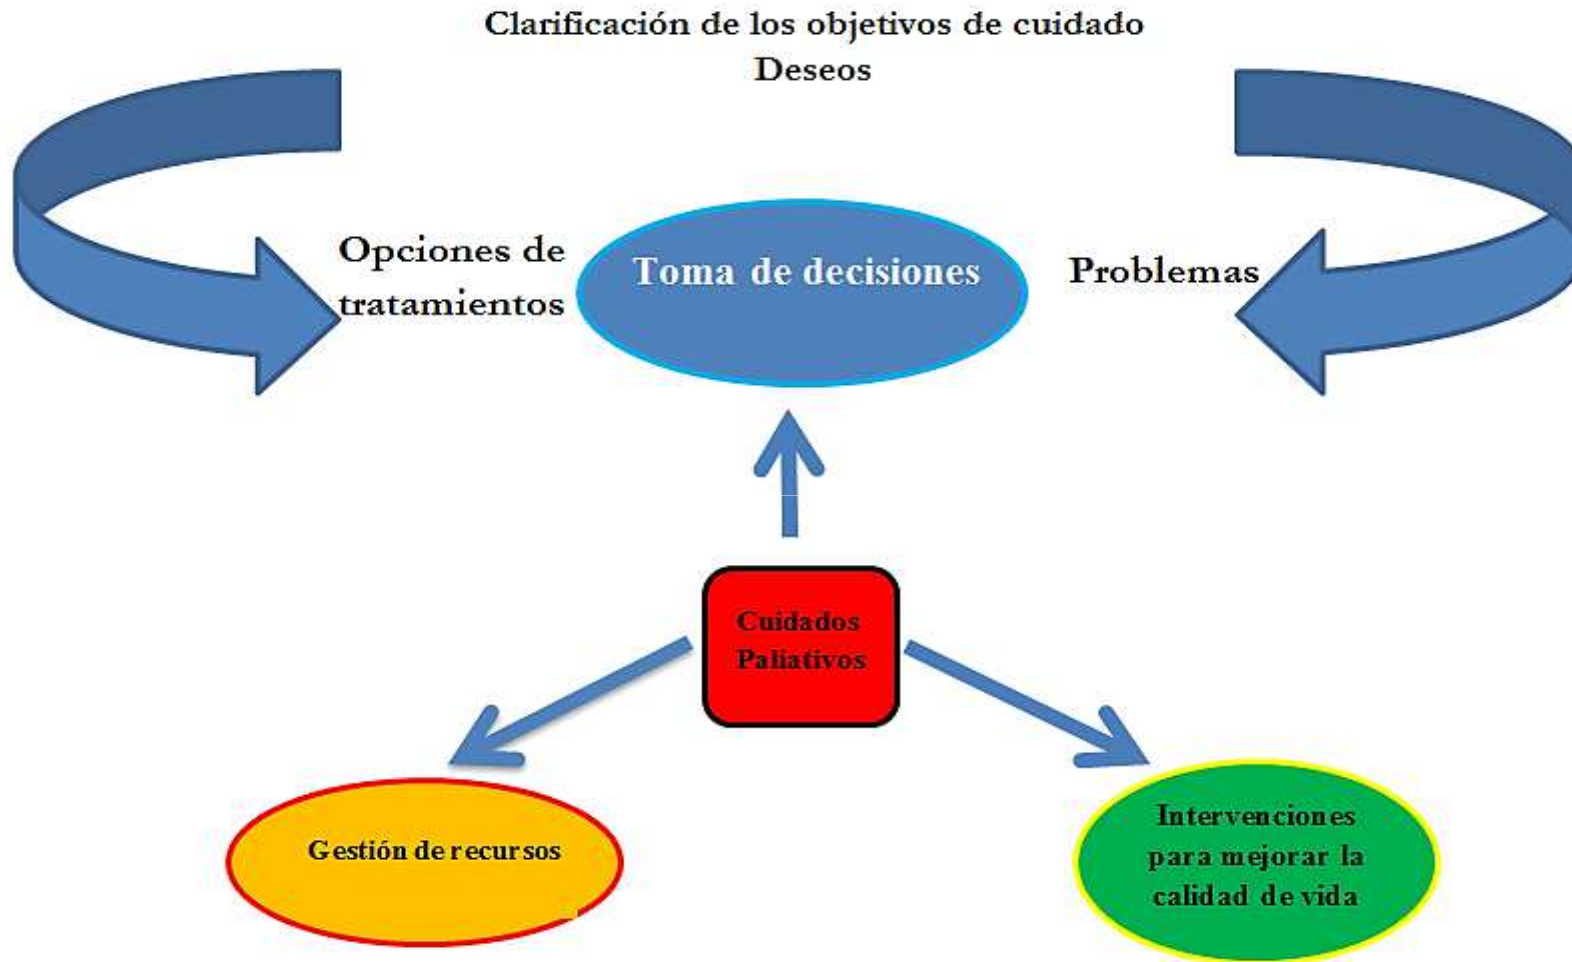 Clarificación de los objetivos de cuidado
Deseos
Opciones de
tratamientos
Toma de decisiones
Problemas
Cuidados
Paliativos
Gestión de recursos
Intervenciones
para mejorar la
calidad de vida